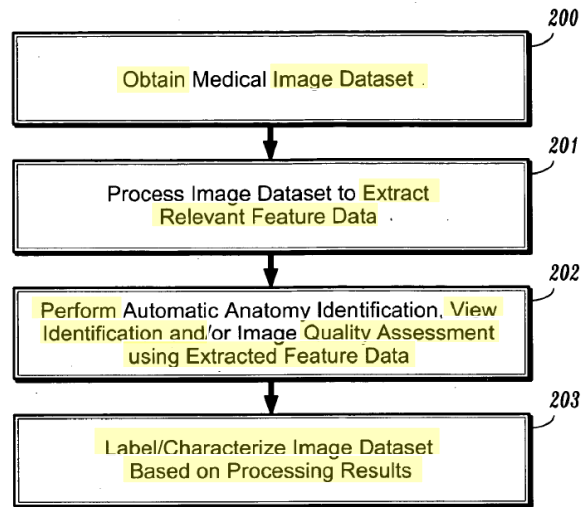 200
Obtain Medical Image Dataset
201
Process Image Dataset to Extract
Relevant Feature Data
202
Perform Automatic Anatomy Identification, View
Identification and/or Image Quality Assessment
using Extracted Feature Data
203
Label/Characterize Image Dataset
Based on Processing Results